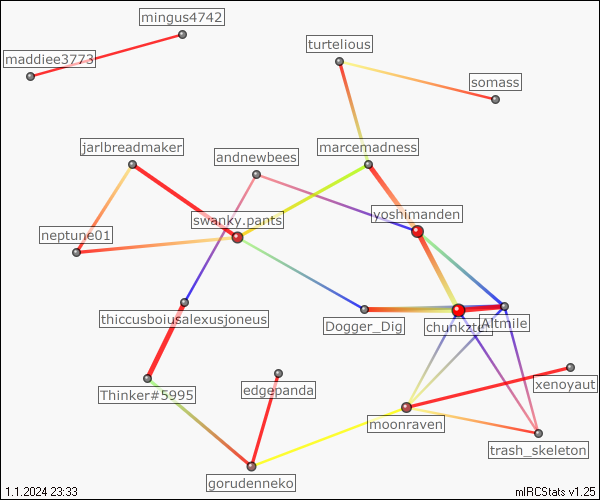 mingus4742
maddiee3773
turtelious
somass
jarlbreadmaker
andnewbees
marcemadness
swanky.pants
yoshimanden
neptune01
thiccusboiusalexusjoneus
Dogger_Dig
Altmile
Thinker#5995
edgepanda
xenoyaut
moonraven
trash_skeleton
gorudenneko
1.1.2024 23:33
mIRCStats v1.25